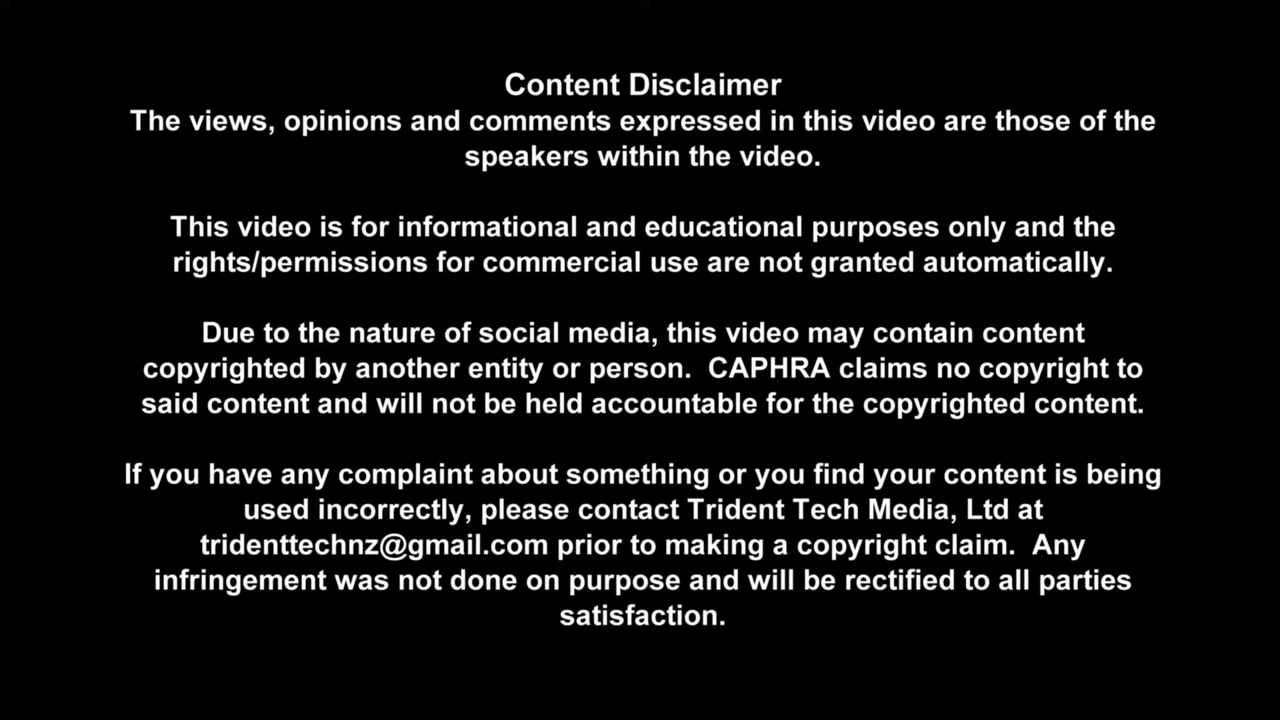 Content Disclaimer
The views, opinions and comments expressed in this video are those of the
speakers within the video.
This video is for informational and educational purposes only and the
rights/permissions for commercial use are not granted automatically.
Due to the nature of social media, this video may contain content
copyrighted by another entity or person.  CAPHRA claims no copyright to
said content and will not be held accountable for the copyrighted content.
If you have any complaint about something or you find your content is being
used incorrectly, please contact Trident Tech Media, Ltd at
tridenttechnz@gmail.com prior to making a copyright claim.  Any
infringement was not done on purpose and will be rectified to all parties
satisfaction.